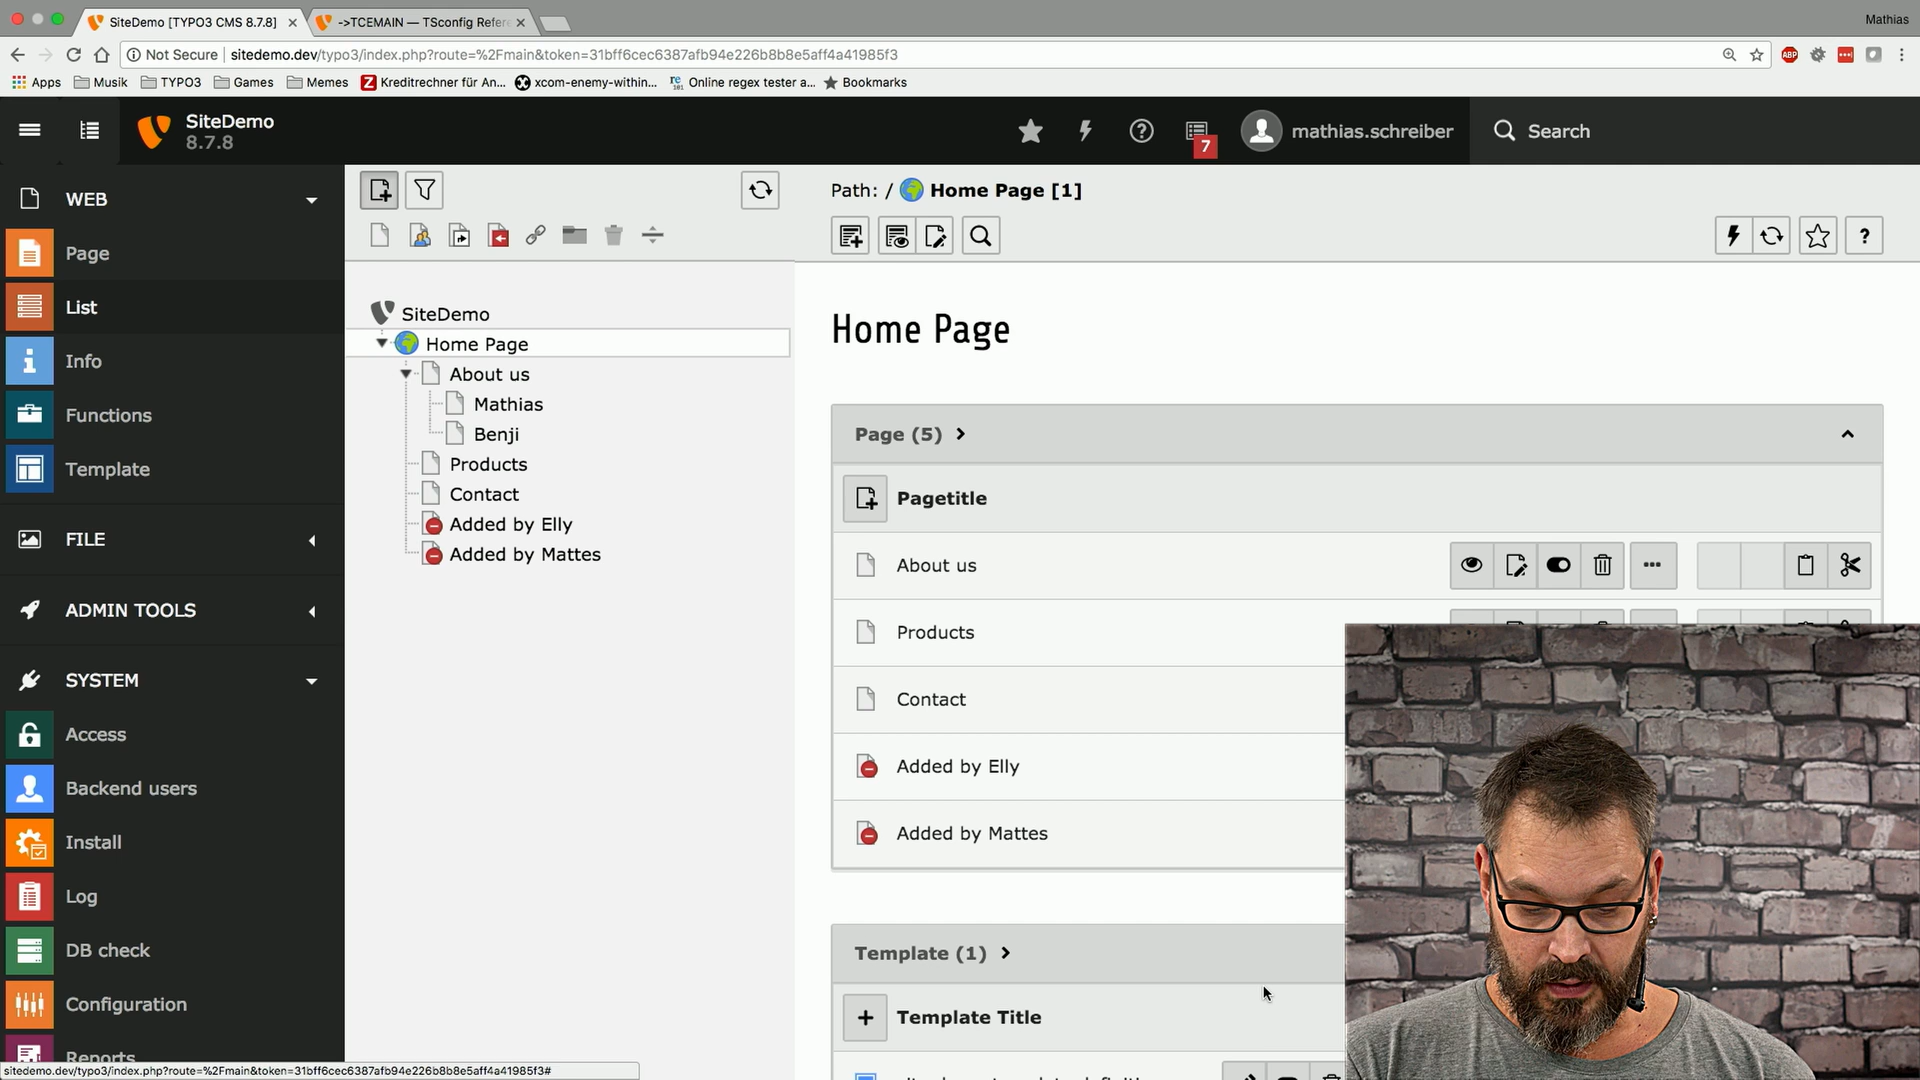 SiteDemo [TYPO3 CMS 8.7.8]
->TCEMAIN — TSconfig Refere
Mathias
Not Secure
sitedemo.dev/typo3/index.php?route=%2Fmain&token=31bff6cec6387afb94e226b8b8e5aff4a41985f3
ABP
Apps
Musik
TYPO3
Games
Memes
Kreditrechner für An...
xcom-enemy-within...
Online regex tester a...
Bookmarks
SiteDemo
8.7.8
7
mathias.schreiber
Search
WEB
Page
List
Info
Functions
Template
FILE
ADMIN TOOLS
SYSTEM
Access
Backend users
Install
Log
DB check
Configuration
Reports
SiteDemo
Home Page
About us
Mathias
Benji
Products
Contact
Added by Elly
Added by Mattes
Path: / Home Page [1]
Home Page
Page (5)
Pagetitle
About us
Products
Contact
Added by Elly
Added by Mattes
Template (1)
Template Title
sitedemo.dev/typo3/index.php?route=%2Fmain&token=31bff6cec6387afb94e226b8b8e5aff4a41985f3#